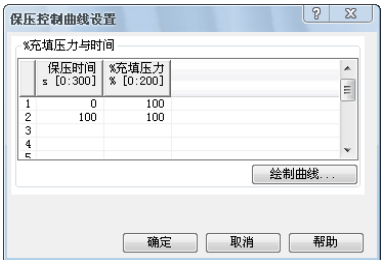 保压控制曲线设置
%充填压力与时间
保压时间 %充填压力
s [0:300] % [0:200]
1 0 100
2 100 100
3
4
5
绘制曲线...
确定 取消 帮助